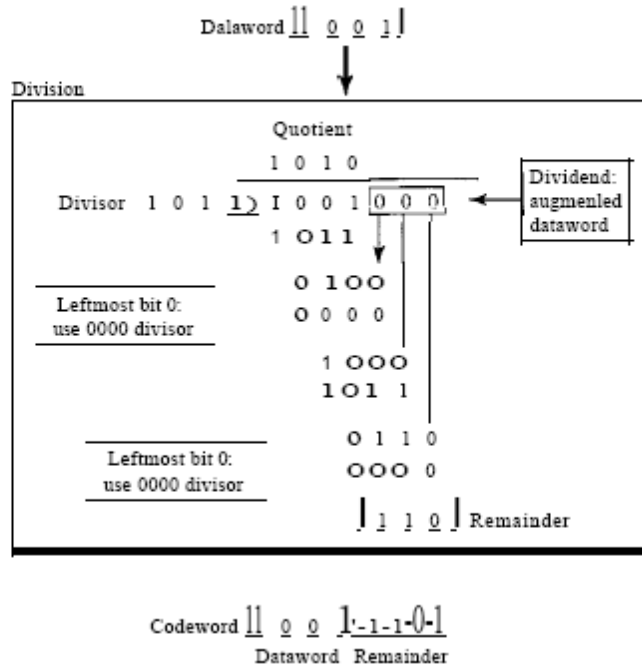 Dalaword 1 0 0 1
Division
Quotient
1 0 1 0
Divisor 1 0 1 1 ) 1 0 0 1 0 0 0
Dividend:
augmenled
dataword
1 0 1 1
0 1 0 0
Leftmost bit 0:
use 0000 divisor
0 0 0 0
1 0 0 0
1 0 1 1
0 1 1 0
Leftmost bit 0:
use 0000 divisor
0 0 0 0
1 1 0 Remainder
Codeword 1 0 0 1 1 1 0
Dataword Remainder